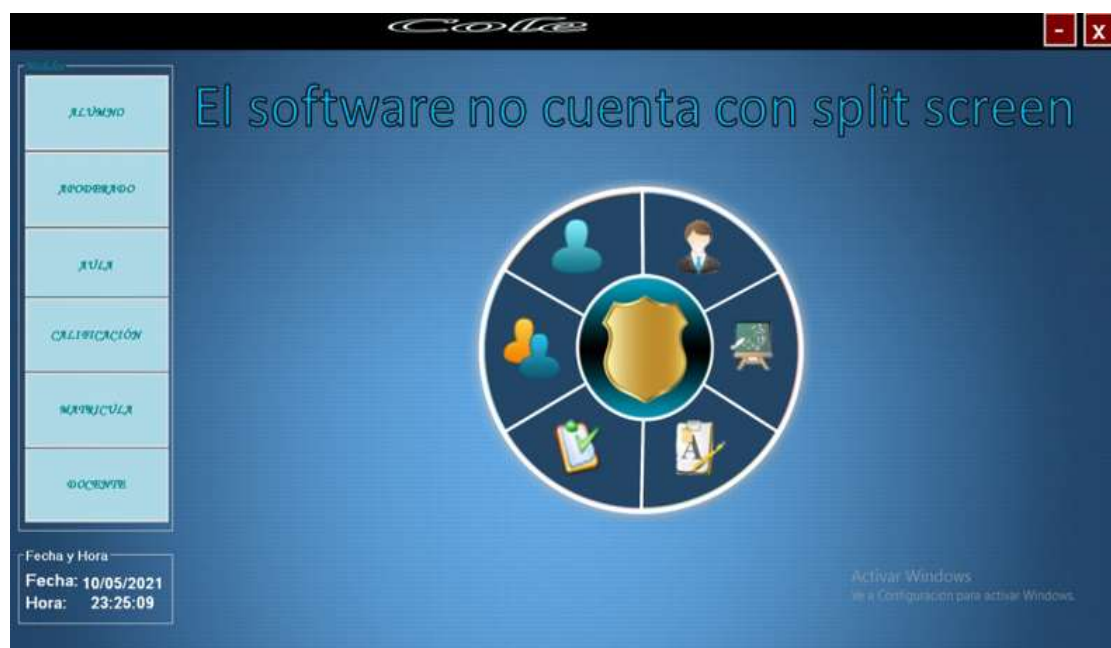 Cole
- x
El software no cuenta con split screen
ALUMNO
APODERADO
AULA
CALIFICACIÓN
MATRICULA
DOCENTE
A
Fecha y Hora
Fecha: 10/05/2021
Hora: 23:25:09
Activar Windows
Ve a Configuración para activar Windows.